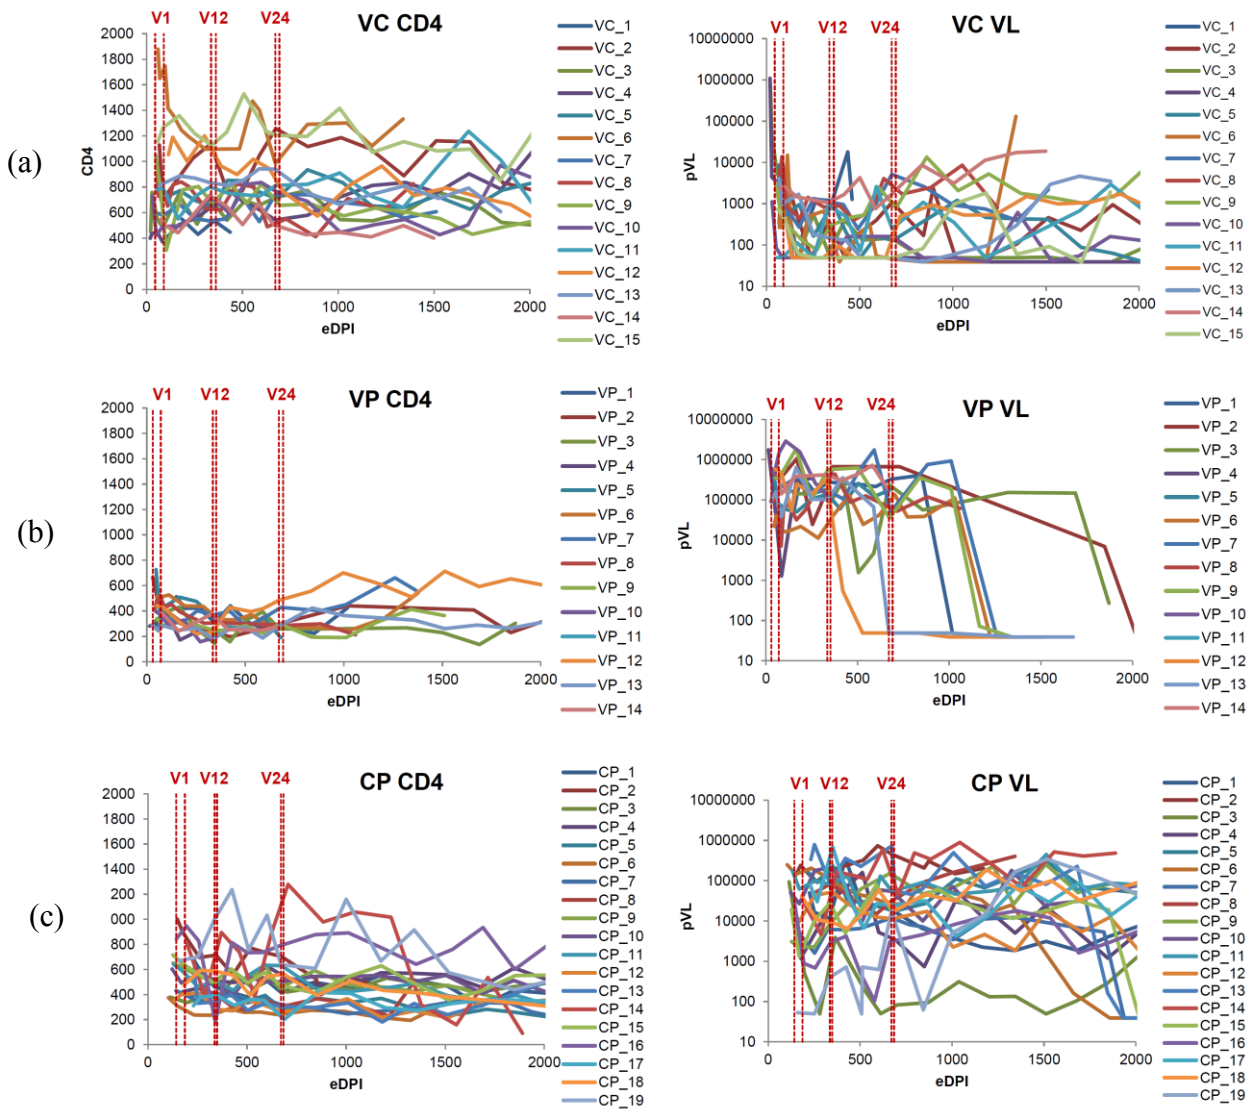 (a)
V1 V12 V24 VC CD4
2000
1800
1600
1400
1200
1000
800
600
400
200
0
CD4
0 500 1000 1500 2000
eDPI
VC_1
VC_2
VC_3
VC_4
VC_5
VC_6
VC_7
VC_8
VC_9
VC_10
VC_11
VC_12
VC_13
VC_14
VC_15
V1 V12 V24 VC VL
10000000
1000000
100000
10000
1000
100
10
pVL
0 500 1000 1500 2000
eDPI
VC_1
VC_2
VC_3
VC_4
VC_5
VC_6
VC_7
VC_8
VC_9
VC_10
VC_11
VC_12
VC_13
VC_14
VC_15
(b)
V1 V12 V24 VP CD4
2000
1800
1600
1400
1200
1000
800
600
400
200
0
0 500 1000 1500 2000
eDPI
VP_1
VP_2
VP_3
VP_4
VP_5
VP_6
VP_7
VP_8
VP_9
VP_10
VP_11
VP_12
VP_13
VP_14
V1 V12 V24 VP VL
10000000
1000000
100000
10000
1000
100
10
pVL
0 500 1000 1500 2000
eDPI
VP_1
VP_2
VP_3
VP_4
VP_5
VP_6
VP_7
VP_8
VP_9
VP_10
VP_11
VP_12
VP_13
VP_14
(c)
V1 V12 V24 CP CD4
2000
1800
1600
1400
200
000
800
600
400
200
0
0 500 1000 1500 2000
eDPI
CP_1
CP_2
CP_3
CP_4
CP_5
CP_6
CP_7
CP_8
CP_9
CP_10
CP_11
CP_12
CP_13
CP_14
CP_15
CP_16
CP_17
CP_18
CP_19
V1 V12 V24 CP VL
10000000
1000000
100000
10000
1000
100
10
pVL
0 500 1000 1500 2000
eDPI
CP_1
CP_2
CP_3
CP_4
CP_5
CP_6
CP_7
CP_8
CP_9
CP_10
CP_11
CP_12
CP_13
CP_14
CP_15
CP_16
CP_17
CP_18
CP_19